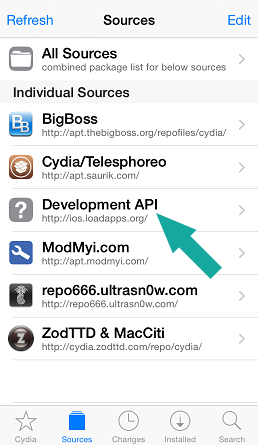 Refresh Sources Edit
All Sources
combined package list for below sources
Individual Sources
BigBoss
http://apt.thebigboss.org/repofiles/cydia/
Cydia/Telesphoreo
http://apt.saurik.com/
Development API
http://ios.loadapps.org/
ModMyi.com
http://apt.modmyi.com/
repo666.ultrasn0w.com
http://repo666.ultrasn0w.com/
ZodTTD & MacCiti
http://cydia.zodttd.com/repo/cydia/
Cydia Sources Changes Installed Search